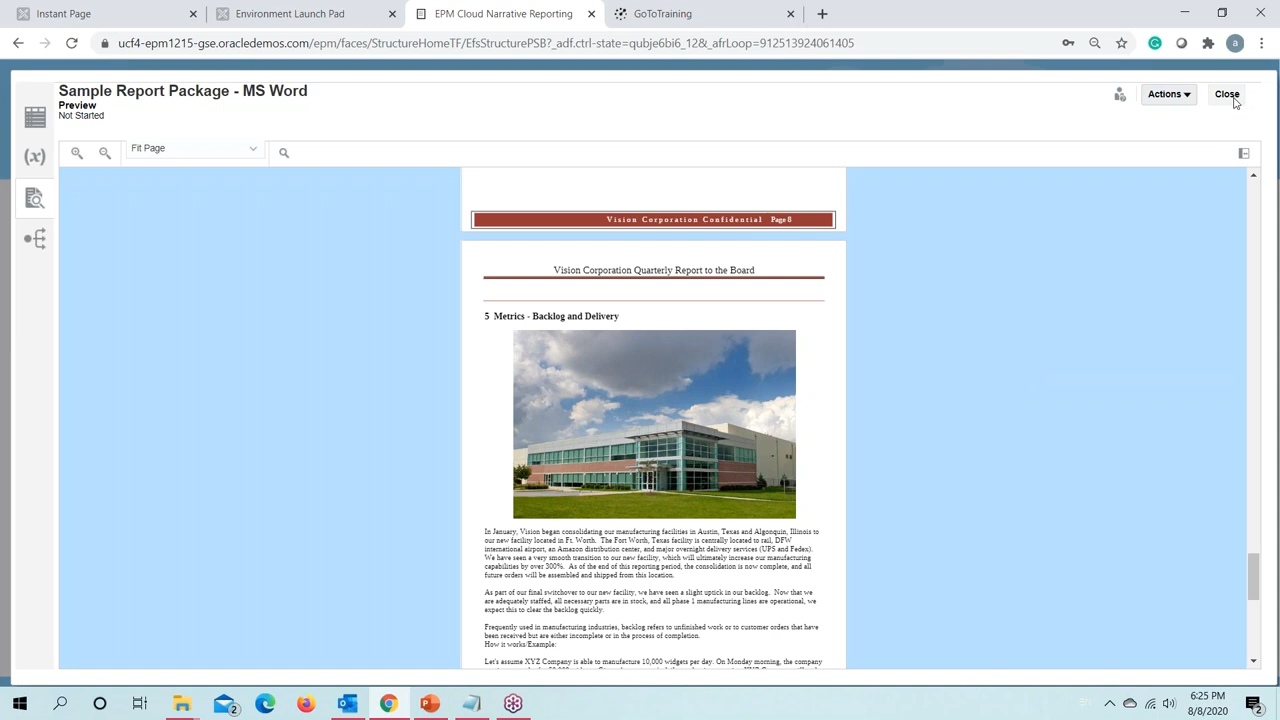 Instant Page
Environment Launch Pad
EPM Cloud Narrative Reporting
GoToTraining
ucf4-epm1215-gse.oracledemos.com/epm/faces/StructureHomeTF/EfsStructurePSB?_adf.ctrl-state=qubje6bi6_12&_afrLoop=912513924061405
a
Sample Report Package - MS Word
Preview
Not Started
Actions
Close
(x)
Fit Page
Vision Corporation Confidential Page 8
Vision Corporation Quarterly Report to the Board
5 Metrics - Backlog and Delivery
In January, Vision began consolidating our manufacturing facilities in Austin, Texas and Algonquin, Illinois to
our new facility located in Ft. Worth. The Fort Worth, Texas facility is centrally located to rail, DFW
international airport, an Amazon distribution center, and major overnight delivery services (UPS and Fedex).
We have seen a very smooth transition to our new facility, which will ultimately increase our manufacturing
capabilities by over 300%. As of the end of this reporting period, the consolidation is now complete, and all
future orders will be assembled and shipped from this location.
As part of our final switchover to our new facility, we have seen a slight uptick in our backlog. Now that we
are adequately staffed, all necessary parts are in stock, and all phase 1 manufacturing lines are operational, we
expect this to clear the backlog quickly.
Frequently used in manufacturing industries, backlog refers to unfinished work or to customer orders that have
been received but are either incomplete or in the process of completion.
How it works/Example:
Let's assume XYZ Company is able to manufacture 10,000 widgets per day. On Monday morning, the company
2
6:25 PM
8/8/2020
2